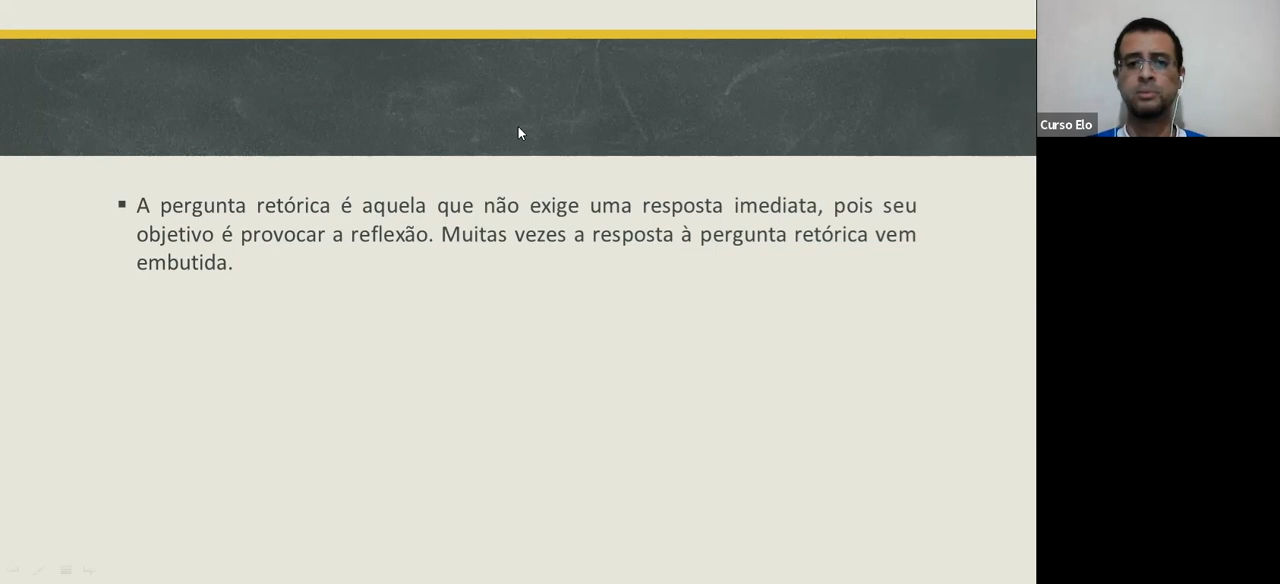 A pergunta retórica é aquela que não exige uma resposta imediata, pois seu
objetivo é provocar a reflexão. Muitas vezes a resposta à pergunta retórica vem
embutida.
Curso Elo